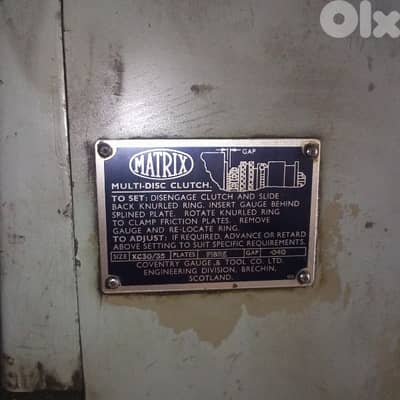 Olx
MATRIX
GAP
MULTI-DISC CLUTCH
TO SET: DISENGAGE CLUTCH AND SLIDE
BACK KNURLED RING. INSERT GAUGE BEHIND
SPLINED PLATE. ROTATE KNURLED RING
TO CLAMP FRICTION PLATES. REMOVE
GAUGE AND RE-LOCATE RING.
TO ADJUST: IF REQUIRED, ADVANCE OR RETARD
ABOVE SETTING TO SUIT SPECIFIC REQUIREMENTS.
SIZE XC30/35 PLATES FIBRE GAP ·040
COVENTRY GAUGE & TOOL CO. LTD.
ENGINEERING DIVISION, BRECHIN,
SCOTLAND.